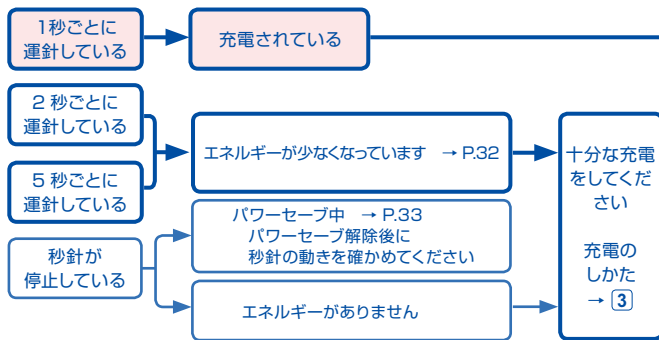 1秒ごとに
運針している
充電されている
2 秒ごとに
運針している
5 秒ごとに
運針している
エネルギーが少なくなっています → P.32
パワーセーブ中 → P.33
パワーセーブ解除後に
秒針の動きを確かめてください
秒針が
停止している
エネルギーがありません
十分な充電
をしてくだ
さい
充電の
しかた
→ 3